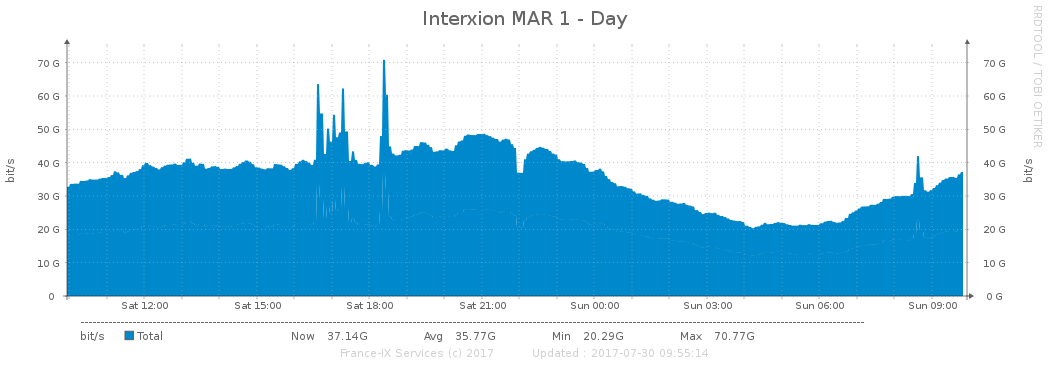 Interxion MAR 1 - Day
RRDTOOL / TOBI OETIKER
bit/s
bit/s
70 G 70 G
60 G 60 G
50 G 50 G
40 G 40 G
30 G 30 G
20 G 20 G
10 G 10 G
0 0 G
Sat 12:00 Sat 15:00 Sat 18:00 Sat 21:00 Sun 00:00 Sun 03:00 Sun 06:00 Sun 09:00
bit/s Total Now 37.14G Avg 35.77G Min 20.29G Max 70.77G
France-IX Services (c) 2017 Updated : 2017-07-30 09:55:14